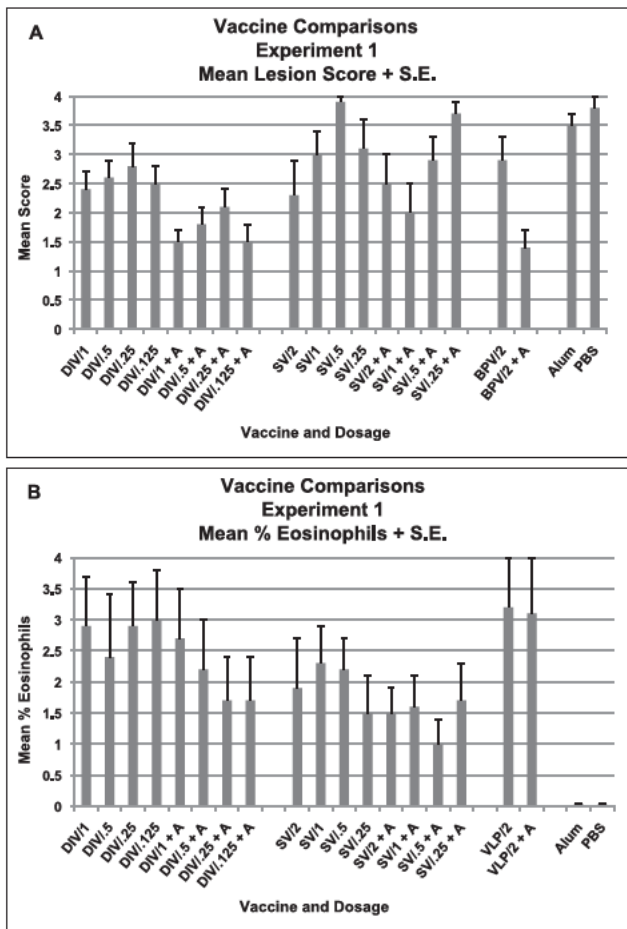 A
Vaccine Comparisons
Experiment 1
Mean Lesion Score + S.E.
Mean Score
4
3.5
3
2.5
2
1.5
1
0.5
0
DIV/1
DIV/.5
DIV/.25
DIV/.125
DIV/1 + A
DIV/.5 + A
DIV/.25 + A
DIV/.125 + A
SV/2
SV/1
SV/.5
SV/.25
SV/2 + A
SV/1 + A
SV/.5 + A
SV/.25 + A
BPV/2
BPV/2 + A
Alum
PBS
Vaccine and Dosage
B
Vaccine Comparisons
Experiment 1
Mean % Eosinophils + S.E.
Mean % Eosinophils
4
3.5
3
2.5
2
1.5
1
0.5
0
DIV/1
DIV/.5
DIV/.25
DIV/.125
DIV/1 + A
DIV/.5 + A
DIV/.25 + A
DIV/.125 + A
SV/2
SV/1
SV/.5
SV/.25
SV/2 + A
SV/1 + A
SV/.5 + A
SV/.25 + A
VLP/2
VLP/2 + A
Alum
PBS
Vaccine and Dosage